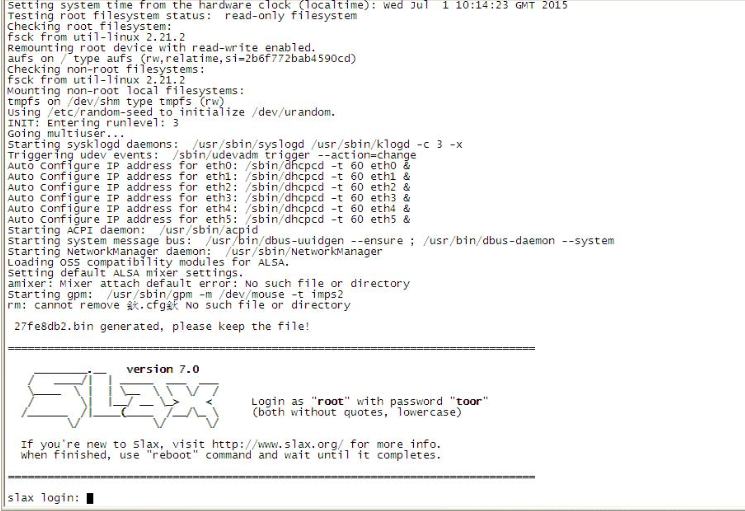 Setting system time from the hardware clock (localtime): Wed Jul  1 10:14:23 GMT 2015
Testing root filesystem status:  read-only filesystem
Checking root filesystem:
fsck from util-linux 2.21.2
Remounting root device with read-write enabled.
aufs on / type aufs (rw,relatime,si=2b6f772bab4590cd)
Checking non-root filesystems:
fsck from util-linux 2.21.2
Mounting non-root local filesystems:
tmpfs on /dev/shm type tmpfs (rw)
Using /etc/random-seed to initialize /dev/urandom.
INIT: Entering runlevel: 3
Going multiuser...
Starting sysklogd daemons:  /usr/sbin/syslogd /usr/sbin/klogd -c 3 -x
Triggering udev events:  /sbin/udevadm trigger --action=change
Auto Configure IP address for eth0: /sbin/dhcpcd -t 60 eth0 &
Auto Configure IP address for eth1: /sbin/dhcpcd -t 60 eth1 &
Auto Configure IP address for eth2: /sbin/dhcpcd -t 60 eth2 &
Auto Configure IP address for eth3: /sbin/dhcpcd -t 60 eth3 &
Auto Configure IP address for eth4: /sbin/dhcpcd -t 60 eth4 &
Auto Configure IP address for eth5: /sbin/dhcpcd -t 60 eth5 &
Starting ACPI daemon:  /usr/sbin/acpid
Starting system message bus:  /usr/bin/dbus-uuidgen --ensure ; /usr/bin/dbus-daemon --system
Starting NetworkManager daemon:  /usr/sbin/NetworkManager
Loading OSS compatibility modules for ALSA.
Setting default ALSA mixer settings.
amixer: Mixer attach default error: No such file or directory
Starting gpm:  /usr/sbin/gpm -m /dev/mouse -t imps2
rm: cannot remove .cfg No such file or directory
27fe8db2.bin generated, please keep the file!
version 7.0
SLAX
Login as "root" with password "toor"
(both without quotes, lowercase)
If you're new to Slax, visit http://www.slax.org/ for more info.
When finished, use "reboot" command and wait until it completes.
slax login: